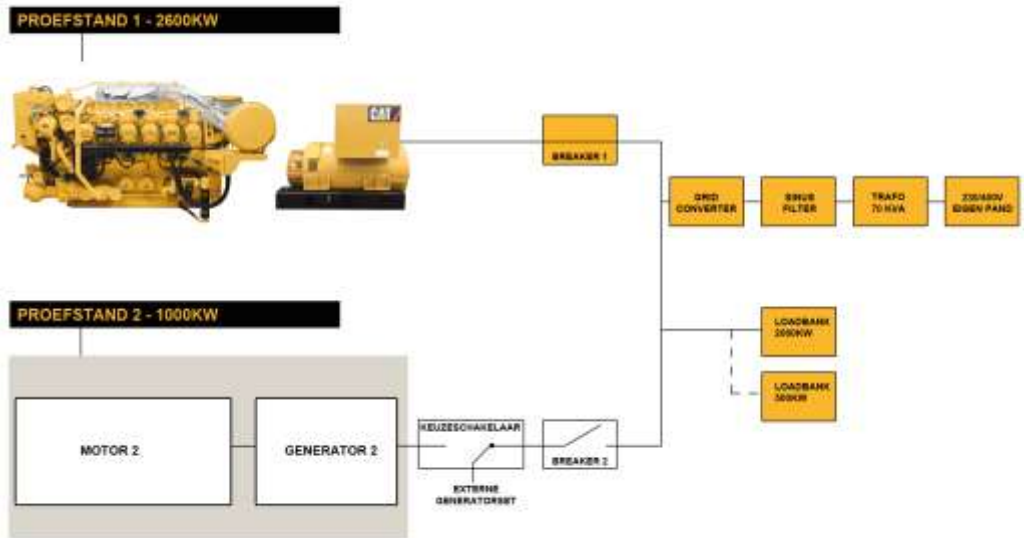 PROEFSTAND 1 - 2600KW
CAT
BREAKER 1
GRID
CONVERTER
SINUS
FILTER
TRAFO
70 KVA
230/400V
EIGEN PAND
PROEFSTAND 2 - 1000KW
LOADBANK
2000KW
LOADBANK
500KW
MOTOR 2
GENERATOR 2
KEUZESCHAKELAAR
EXTERNE
GENERATORSET
BREAKER 2